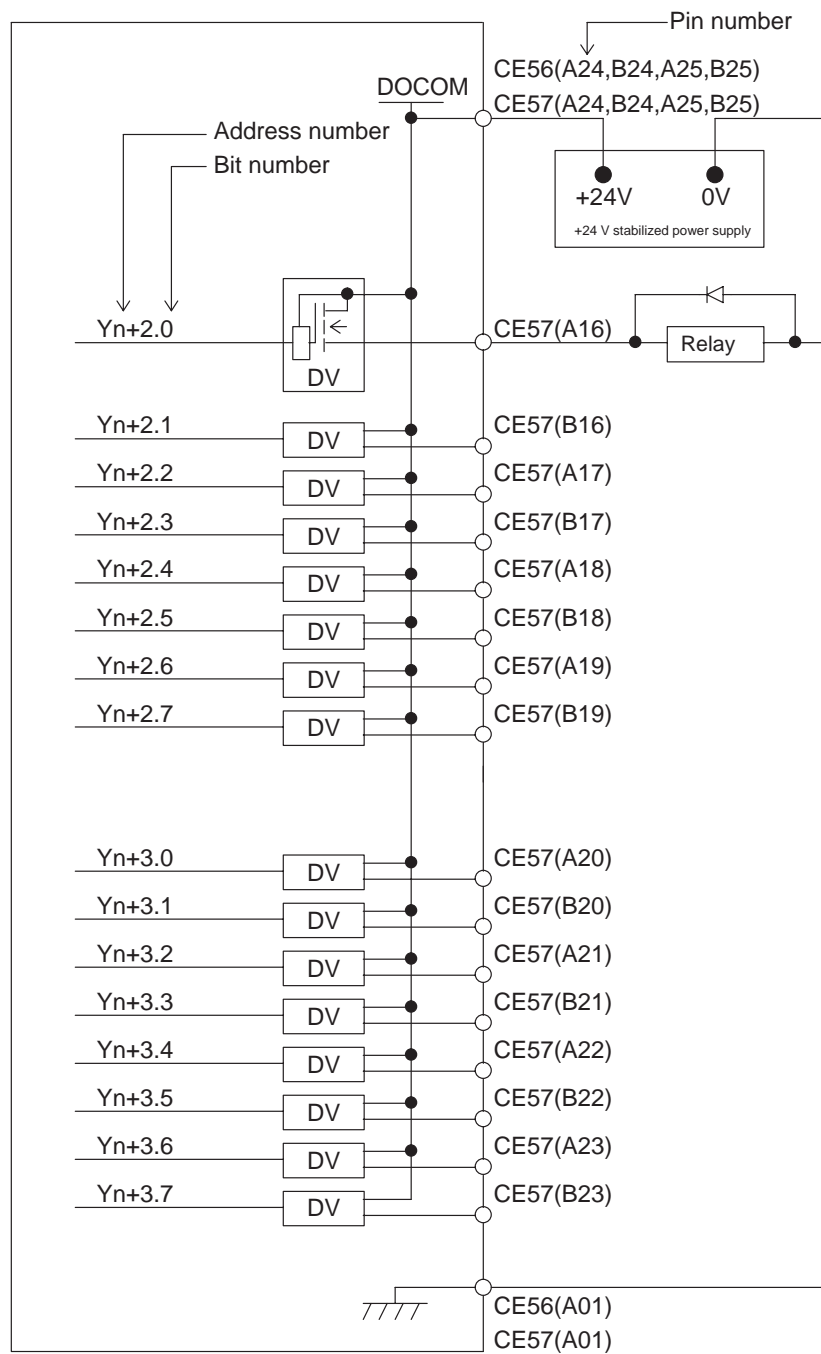 Pin number
CE56(A24,B24,A25,B25)
DOCOM
CE57(A24,B24,A25,B25)
Address number
Bit number
+24V 0V
+24 V stabilized power supply
Yn+2.0 CE57(A16) Relay
DV
Yn+2.1 DV CE57(B16)
Yn+2.2 DV CE57(A17)
Yn+2.3 DV CE57(B17)
Yn+2.4 DV CE57(A18)
Yn+2.5 DV CE57(B18)
Yn+2.6 DV CE57(A19)
Yn+2.7 DV CE57(B19)
Yn+3.0 DV CE57(A20)
Yn+3.1 DV CE57(B20)
Yn+3.2 DV CE57(A21)
Yn+3.3 DV CE57(B21)
Yn+3.4 DV CE57(A22)
Yn+3.5 DV CE57(B22)
Yn+3.6 DV CE57(A23)
Yn+3.7 DV CE57(B23)
CE56(A01)
CE57(A01)